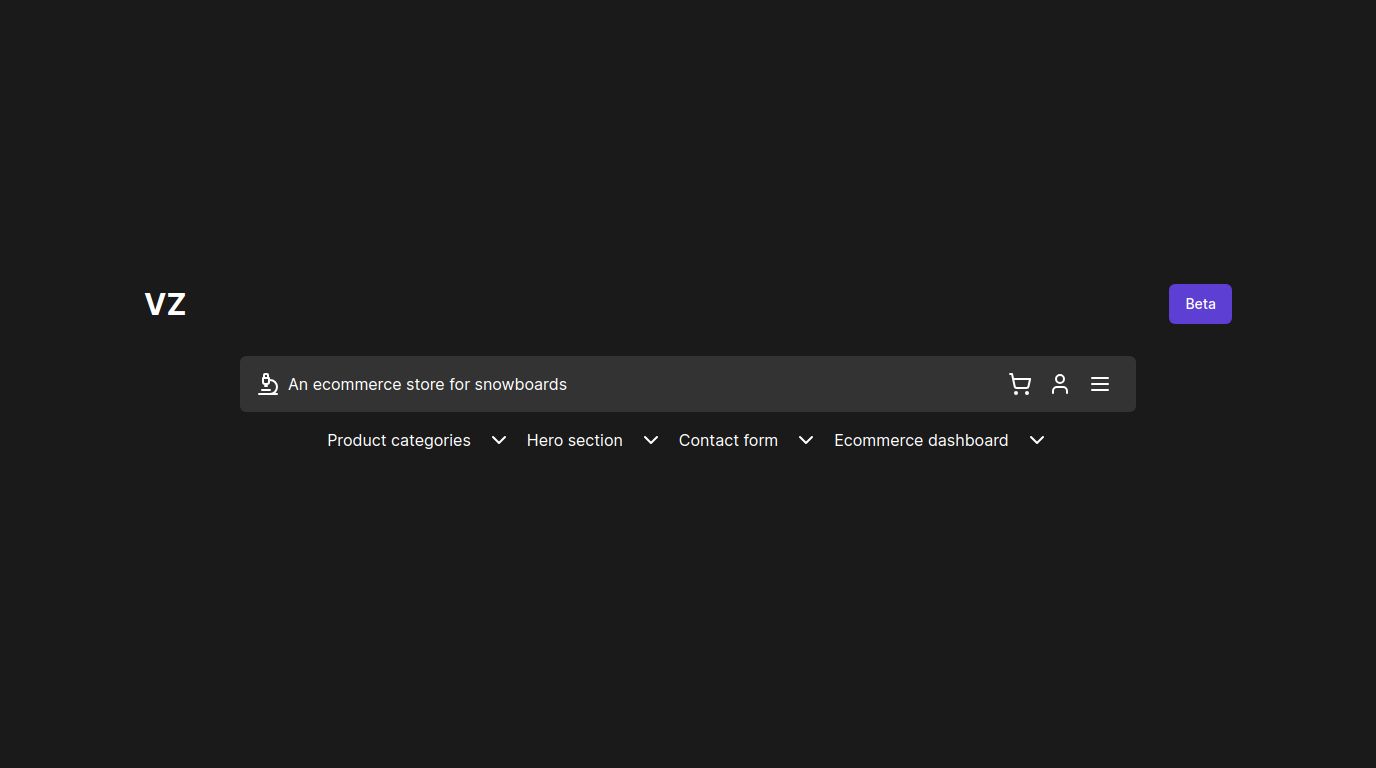 VZ
Beta
An ecommerce store for snowboards
Product categories Hero section Contact form Ecommerce dashboard